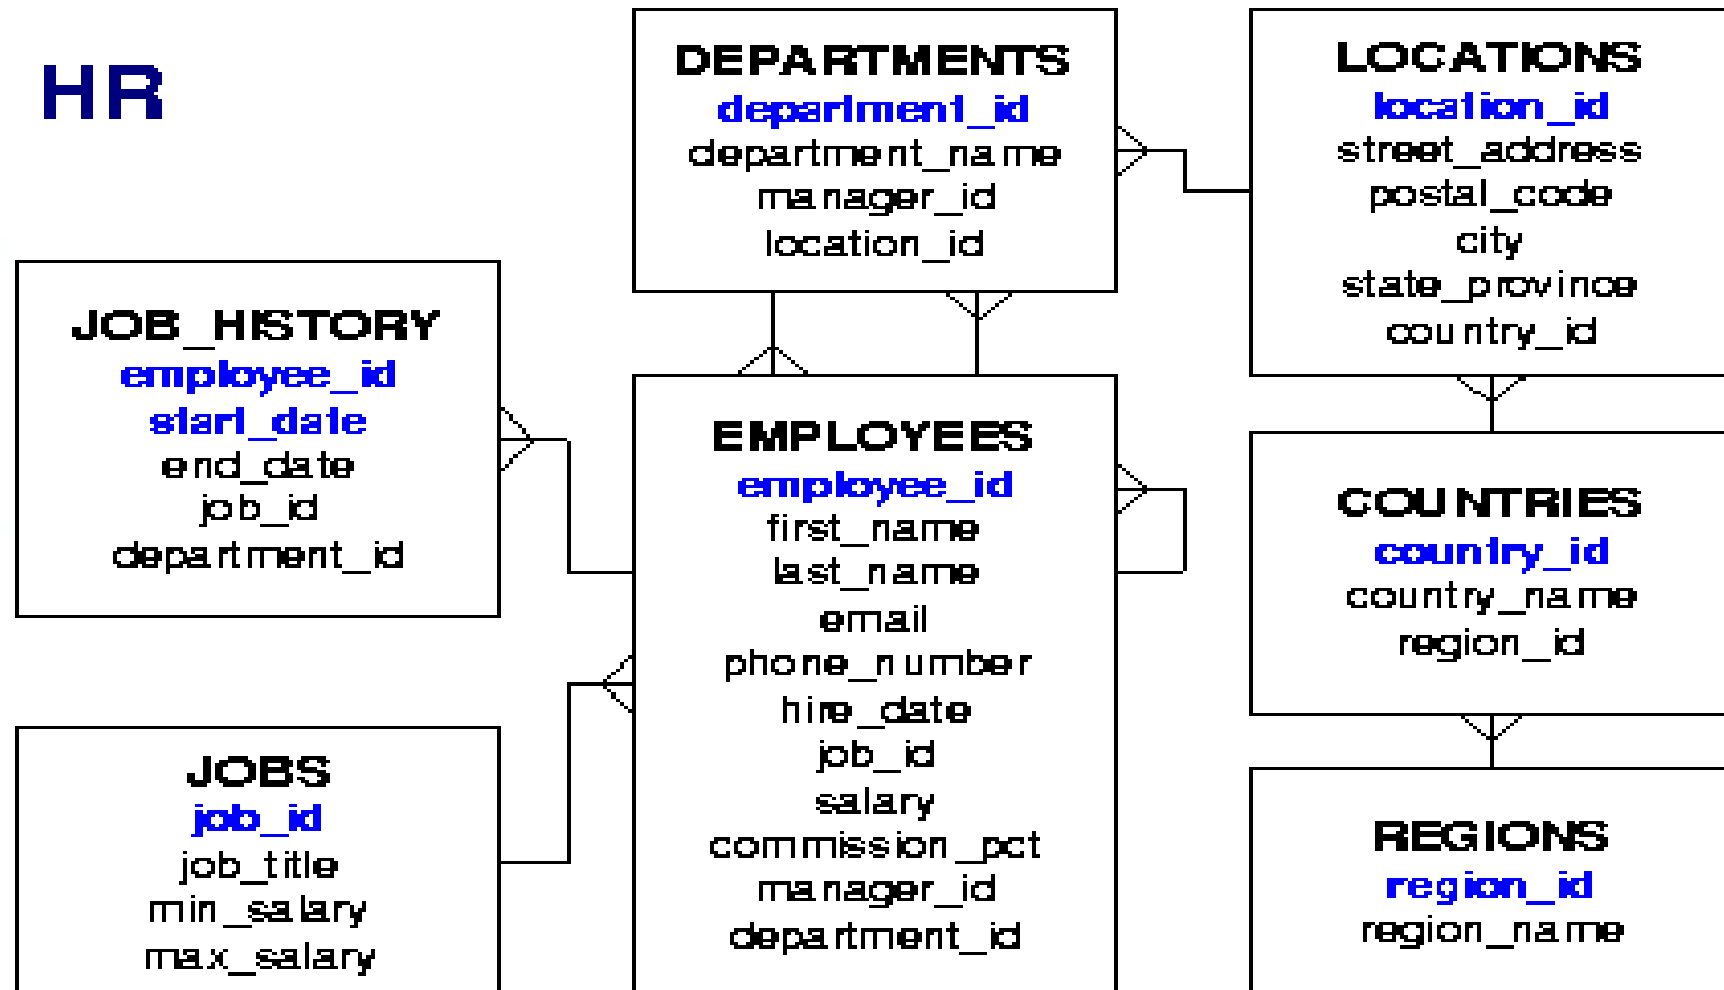 HR
DEPARTMENTS
department_id
department_name
manager_id
location_id
LOCATIONS
location_id
street_address
postal_code
city
state_province
country_id
JOB_HISTORY
employee_id
start_date
end_date
job_id
department_id
EMPLOYEES
employee_id
first_name
last_name
email
phone_number
hire_date
job_id
salary
commission_pct
manager_id
department_id
COUNTRIES
country_id
country_name
region_id
JOBS
job_id
job_title
min_salary
max_salary
REGIONS
region_id
region_name